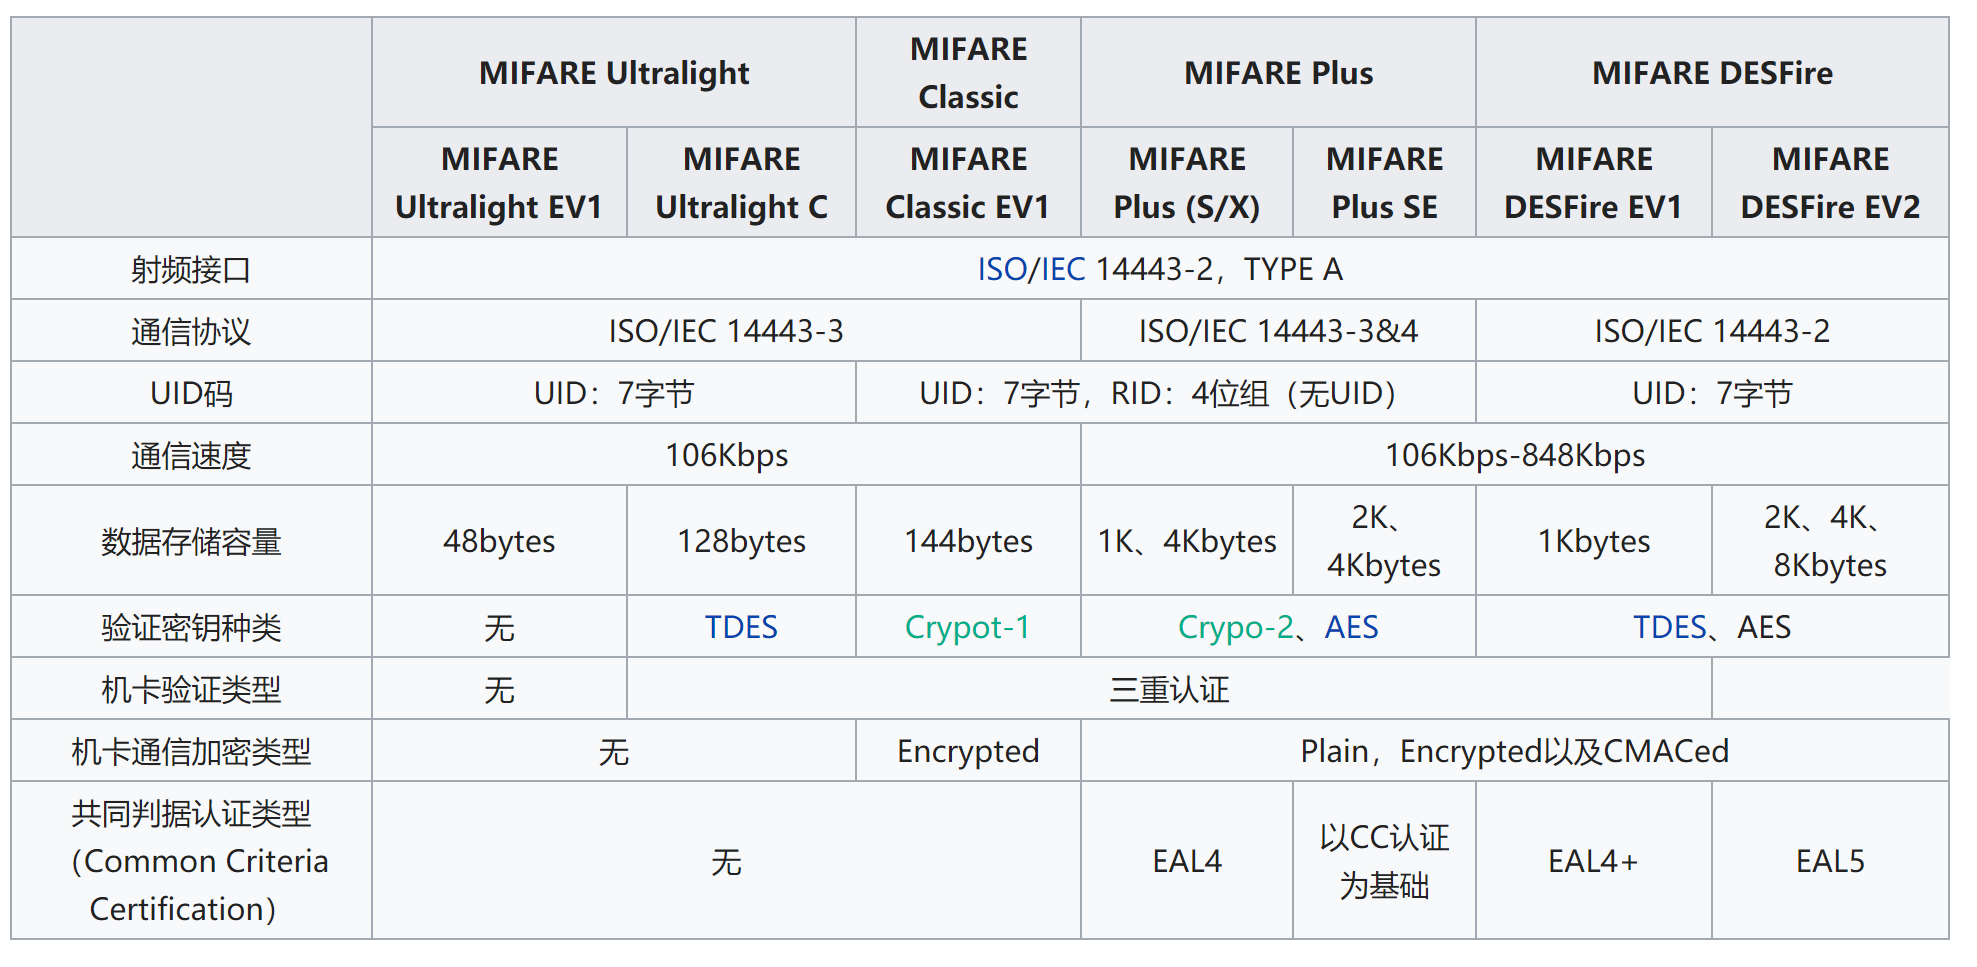 MIFARE Ultralight
MIFARE
Classic
MIFARE Plus
MIFARE DESFire
MIFARE
Ultralight EV1
MIFARE
Ultralight C
MIFARE
Classic EV1
MIFARE
Plus (S/X)
MIFARE
Plus SE
MIFARE
DESFire EV1
MIFARE
DESFire EV2
射频接口
ISO/IEC 14443-2，TYPE A
通信协议
ISO/IEC 14443-3
ISO/IEC 14443-3&4
ISO/IEC 14443-2
UID码
UID：7字节
UID：7字节，RID：4位组（无UID）
UID：7字节
通信速度
106Kbps
106Kbps-848Kbps
数据存储容量
48bytes
128bytes
144bytes
1K、4Kbytes
2K、
4Kbytes
1Kbytes
2K、4K、
8Kbytes
验证密钥种类
无
TDES
Crypot-1
Crypo-2、AES
TDES、AES
机卡验证类型
无
三重认证
机卡通信加密类型
无
Encrypted
Plain，Encrypted以及CMACed
共同判据认证类型
（Common Criteria
Certification）
无
EAL4
以CC认证
为基础
EAL4+
EAL5